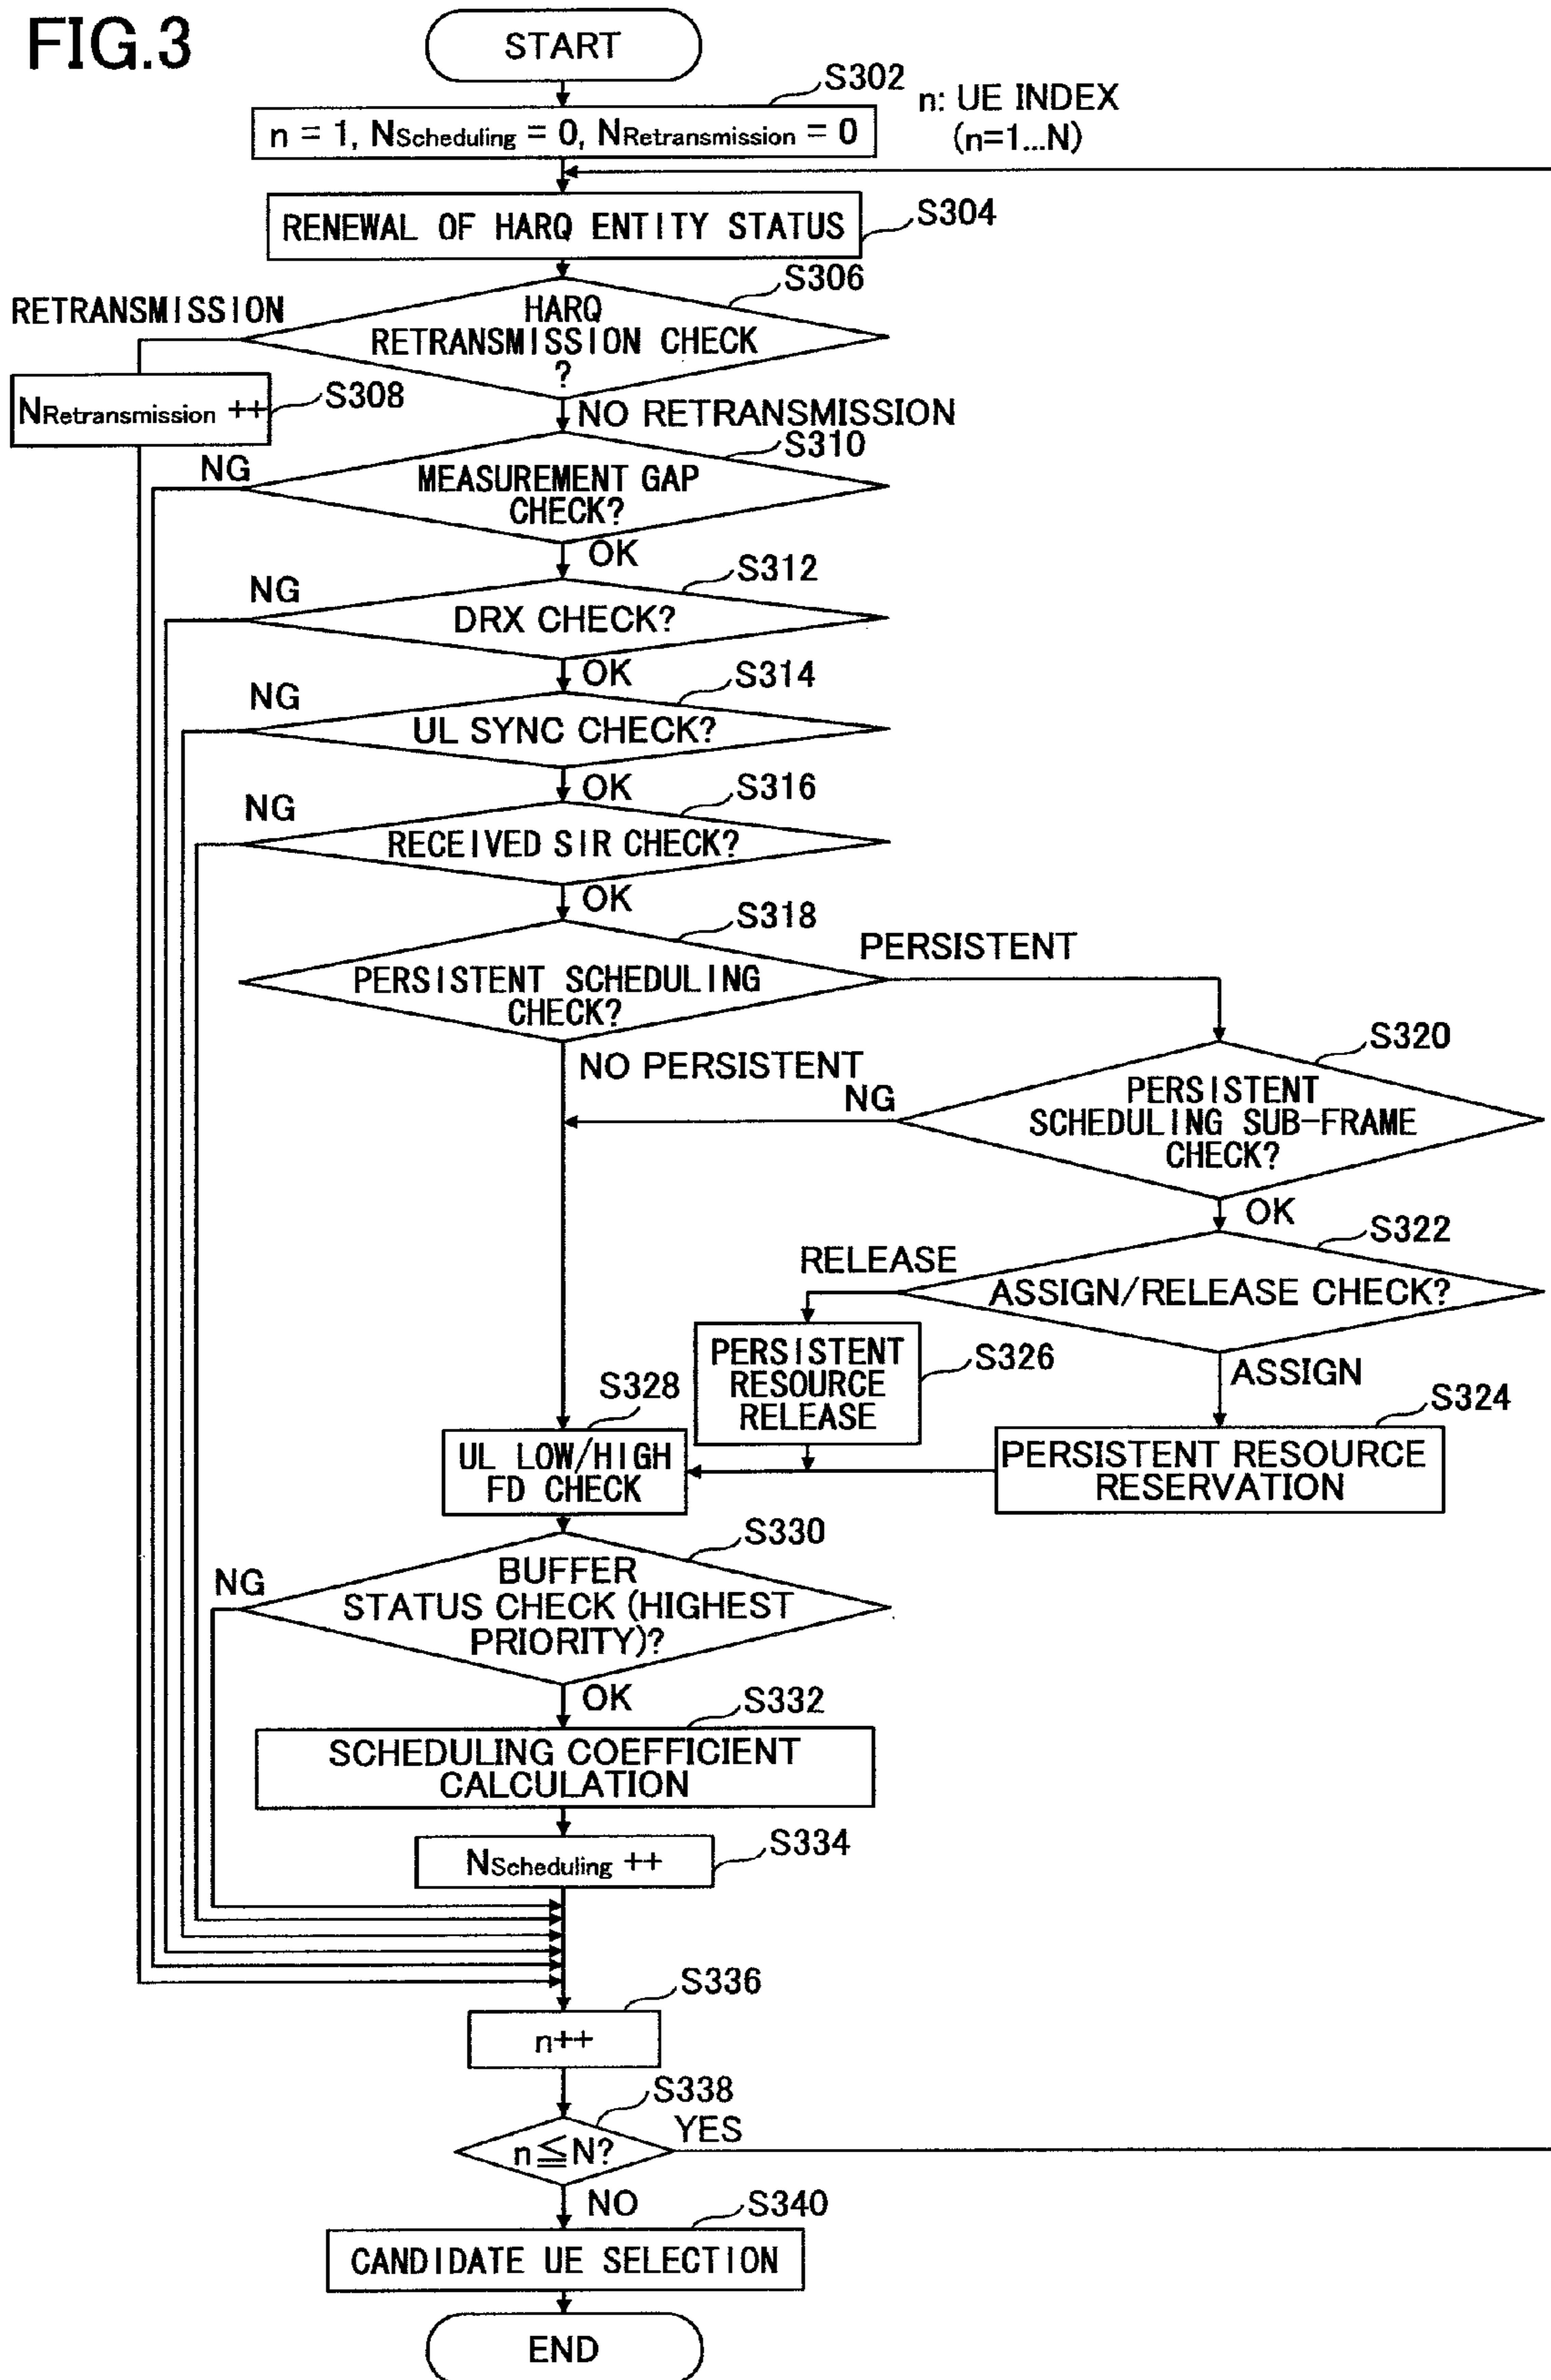 FIG.3
START
S302
n = 1, NScheduling = 0, NRetransmission = 0
n: UE INDEX
(n=1...N)
RENEWAL OF HARQ ENTITY STATUS
S304
S306
RETRANSMISSION
HARQ
RETRANSMISSION CHECK
?
NRetransmission ++
S308
NO RETRANSMISSION
S310
NG
MEASUREMENT GAP
CHECK?
OK
S312
NG
DRX CHECK?
OK
S314
NG
UL SYNC CHECK?
OK
S316
NG
RECEIVED SIR CHECK?
OK
S318
PERSISTENT
PERSISTENT SCHEDULING
CHECK?
S320
NO PERSISTENT
NG
PERSISTENT
SCHEDULING SUB-FRAME
CHECK?
OK
S322
RELEASE
ASSIGN/RELEASE CHECK?
PERSISTENT
RESOURCE
RELEASE
S326
ASSIGN
S328
S324
UL LOW/HIGH
FD CHECK
PERSISTENT RESOURCE
RESERVATION
S330
NG
BUFFER
STATUS CHECK (HIGHEST
PRIORITY)?
OK
S332
SCHEDULING COEFFICIENT
CALCULATION
S334
NScheduling ++
S336
n++
S338
YES
n≦N?
NO
S340
CANDIDATE UE SELECTION
END